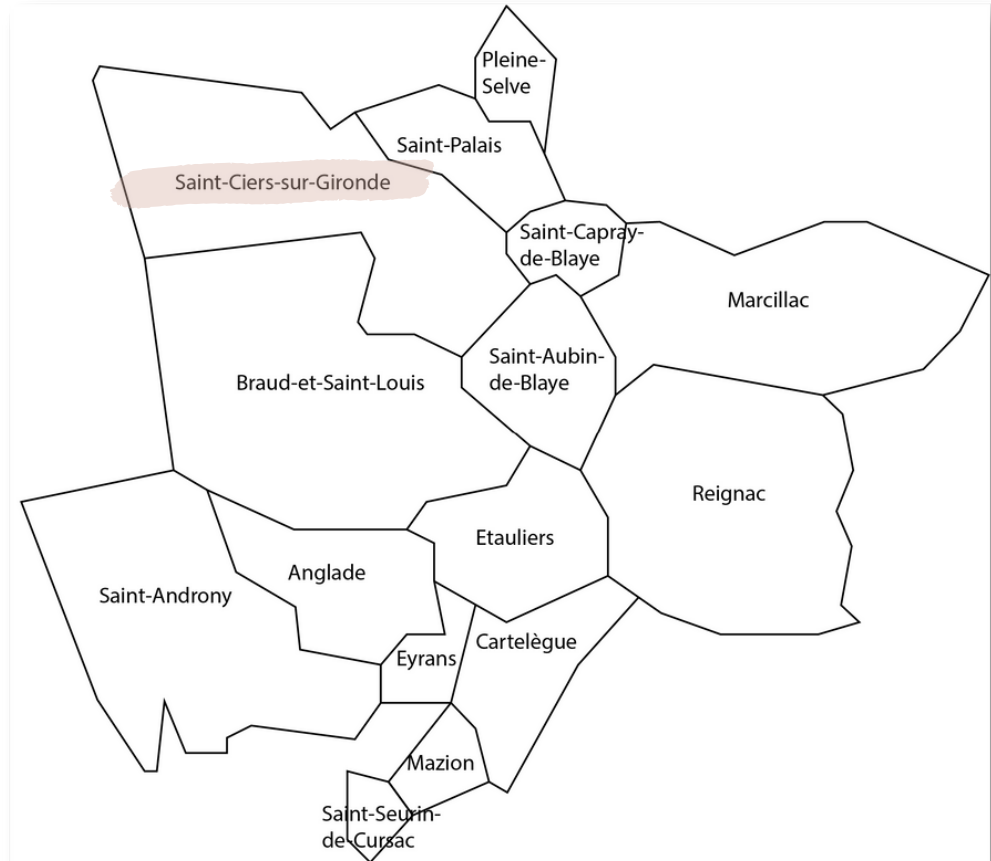 Pleine-
Selve
Saint-Palais
Saint-Ciers-sur-Gironde
Saint-Capray-
de-Blaye
Marcillac
Saint-Aubin-
de-Blaye
Braud-et-Saint-Louis
Reignac
Etauliers
Anglade
Saint-Androny
Cartelègue
Eyrans
Mazion
Saint-Seurin-
de-Cursac